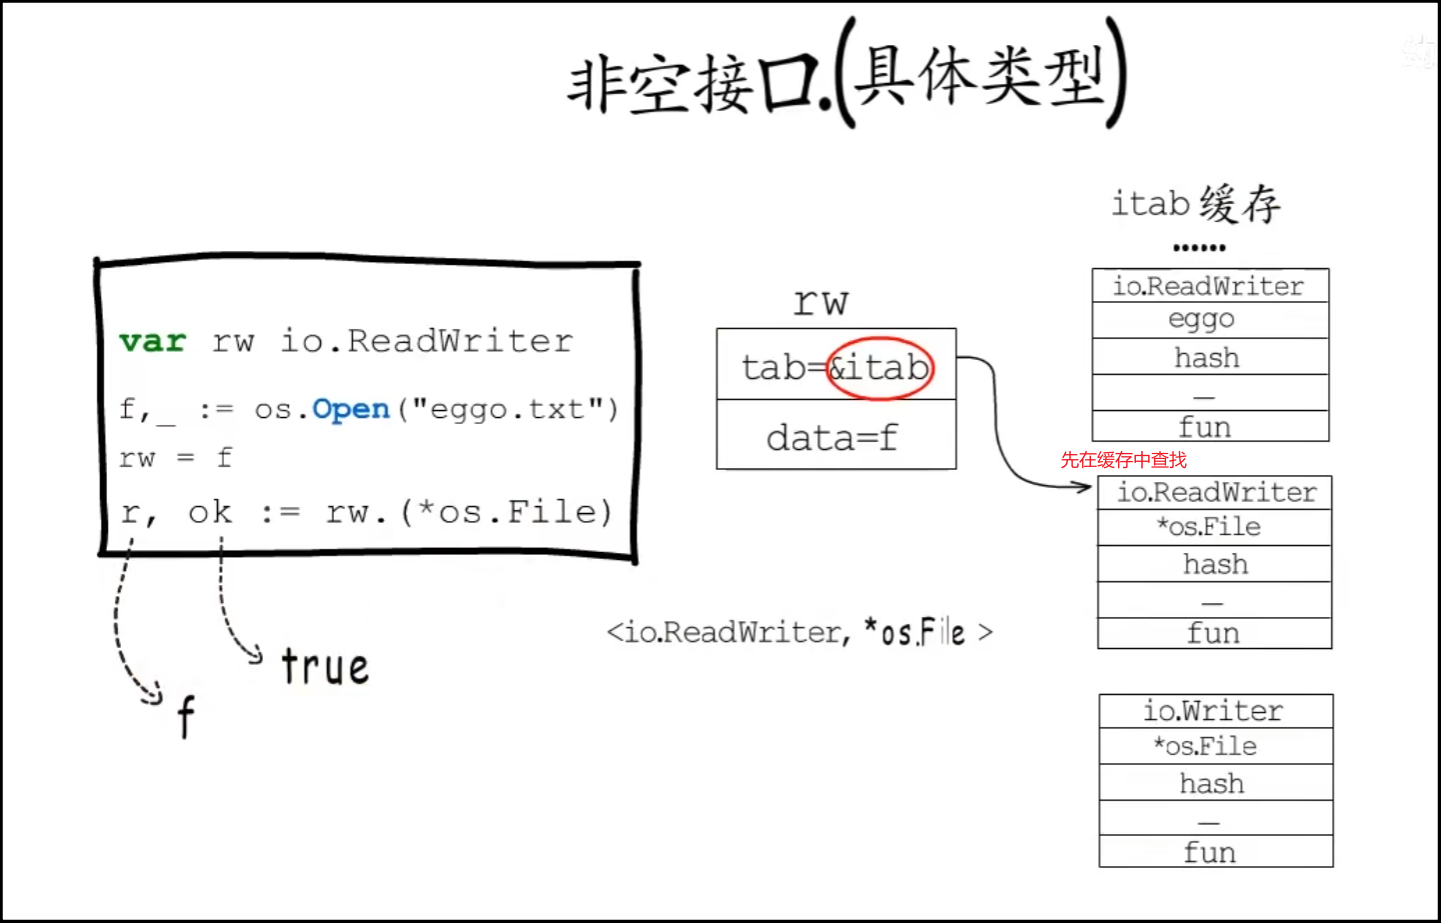 非空接口.(具体类型)
var rw io.ReadWriter
f,_ := os.Open("eggo.txt")
rw = f
r, ok := rw.(*os.File)
true
f
rw
tab=&itab
data=f
<io.ReadWriter, *os.File >
itab 缓存
......
io.ReadWriter
eggo
hash
—
fun
先在缓存中查找
io.ReadWriter
*os.File
hash
—
fun
io.Writer
*os.File
hash
—
fun